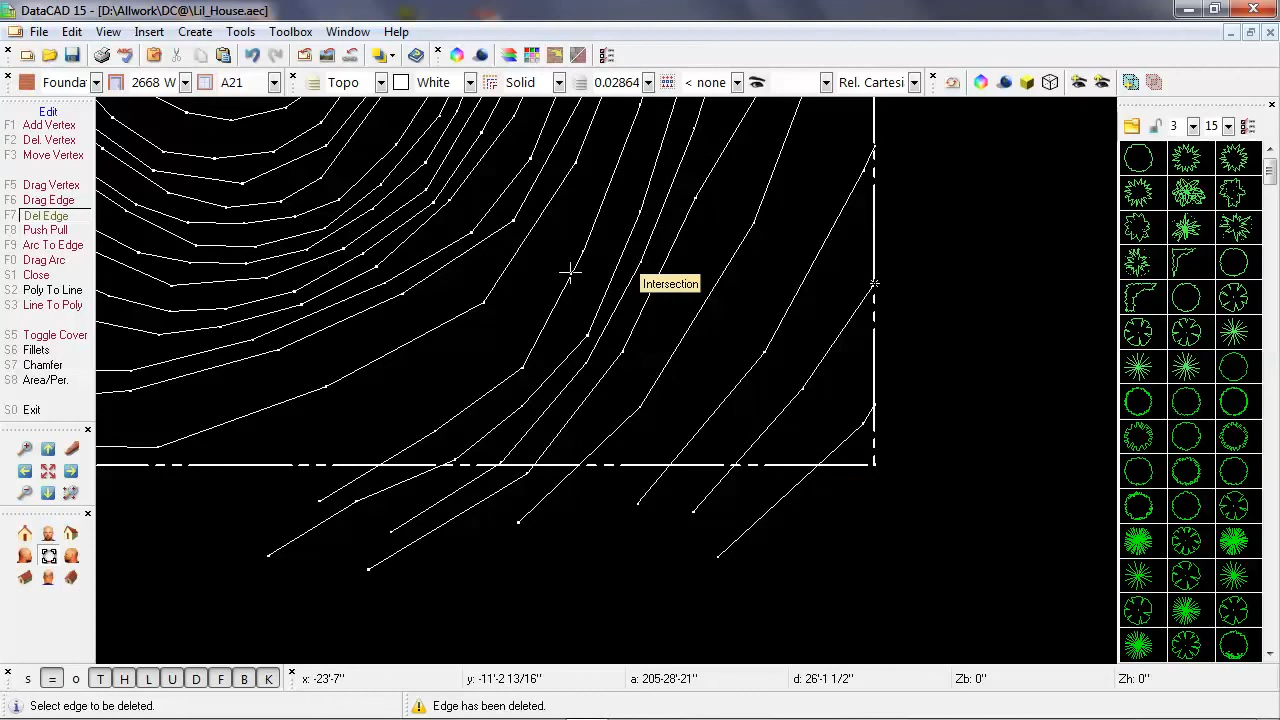 DataCAD 15 - [D:\Allwork\DC@\Lil_House.aec]
File Edit View Insert Create Tools Toolbox Window Help
Founda 2668 W A21 Topo White Solid 0.02864 < none Rel. Cartesi
Edit
F1 Add Vertex
F2 Del. Vertex
F3 Move Vertex
F5 Drag Vertex
F6 Drag Edge
F7 Del Edge
F8 Push Pull
F9 Arc To Edge
F0 Drag Arc
S1 Close
S2 Poly To Line
S3 Line To Poly
S5 Toggle Cover
S6 Fillets
S7 Chamfer
S8 Area/Per.
S0 Exit
3 15
Intersection
s = o T H L U D F B K x: -23'-7" y: -11'-2 13/16" a: 205-28'-21" d: 26'-1 1/2" Zb: 0" Zh: 0"
Select edge to be deleted. Edge has been deleted.